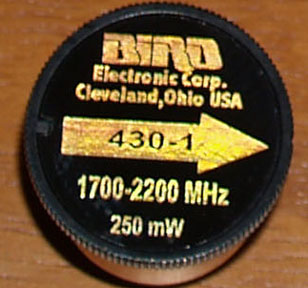 BIRD
Electronic Corp.
Cleveland,Ohio USA
430-1
1700-2200 MHz
250 mW